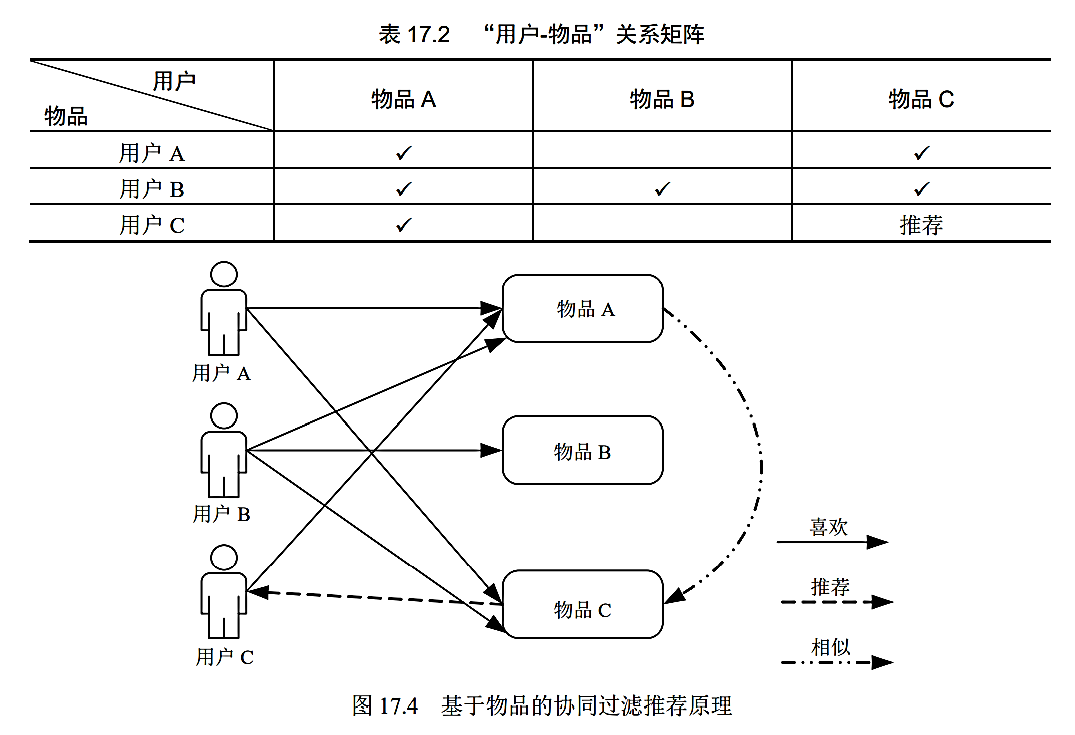 表 17.2 “用户-物品”关系矩阵
用户
物品
物品 A 物品 B 物品 C
用户 A ✓ ✓
用户 B ✓ ✓ ✓
用户 C ✓ 推荐
物品 A
用户 A
物品 B
用户 B
喜欢
推荐
物品 C
相似
用户 C
图 17.4 基于物品的协同过滤推荐原理